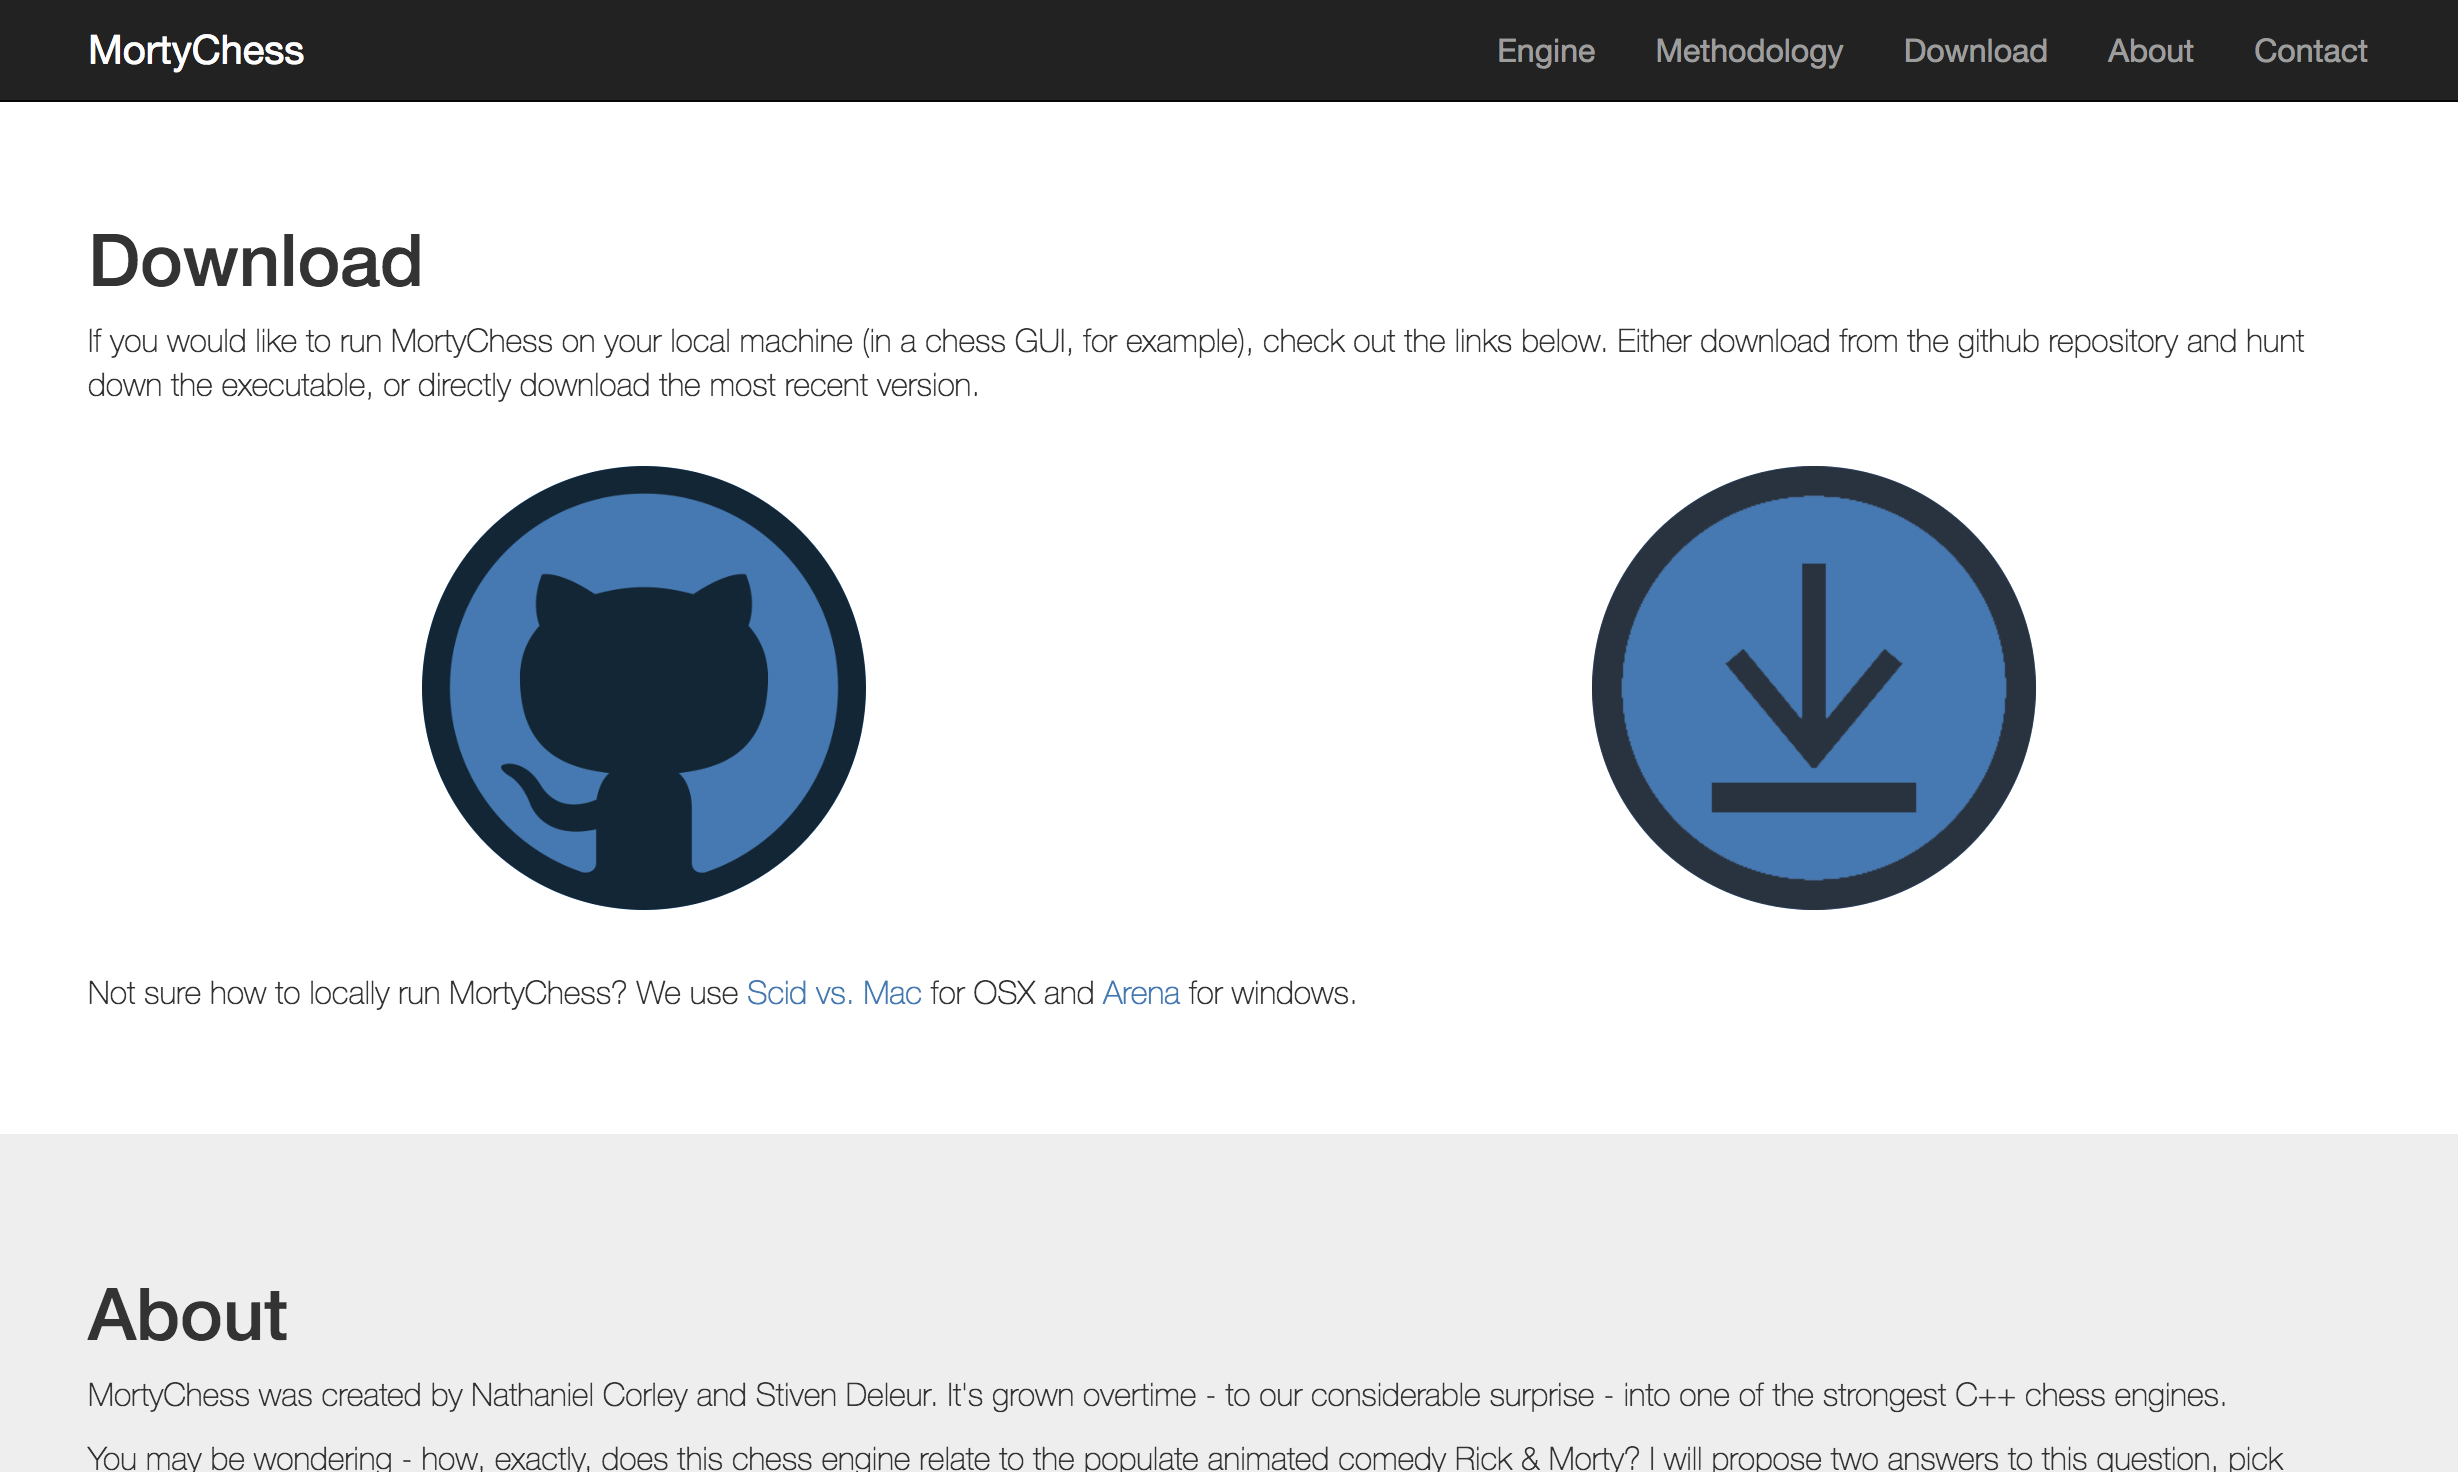 MortyChess
Engine Methodology Download About Contact
Download
If you would like to run MortyChess on your local machine (in a chess GUI, for example), check out the links below. Either download from the github repository and hunt
down the executable, or directly download the most recent version.
Not sure how to locally run MortyChess? We use Scid vs. Mac for OSX and Arena for windows.
About
MortyChess was created by Nathaniel Corley and Stiven Deleur. It's grown overtime - to our considerable surprise - into one of the strongest C++ chess engines.
You may be wondering - how, exactly, does this chess engine relate to the populate animated comedy Rick & Morty? I will propose two answers to this question, pick